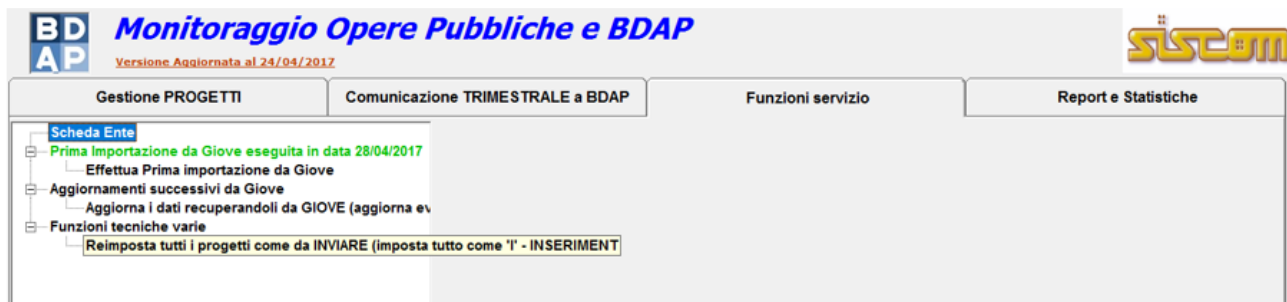 BD
AP
Monitoraggio Opere Pubbliche e BDAP
siscom
Versione Aggiornata al 24/04/2017
Gestione PROGETTI
Comunicazione TRIMESTRALE a BDAP
Funzioni servizio
Report e Statistiche
Scheda Ente
Prima Importazione da Giove eseguita in data 28/04/2017
Effettua Prima importazione da Giove
Aggiornamenti successivi da Giove
Aggiorna i dati recuperandoli da GIOVE (aggiorna ev
Funzioni tecniche varie
Reimposta tutti i progetti come da INVIARE (imposta tutto come 'I' - INSERIMENT